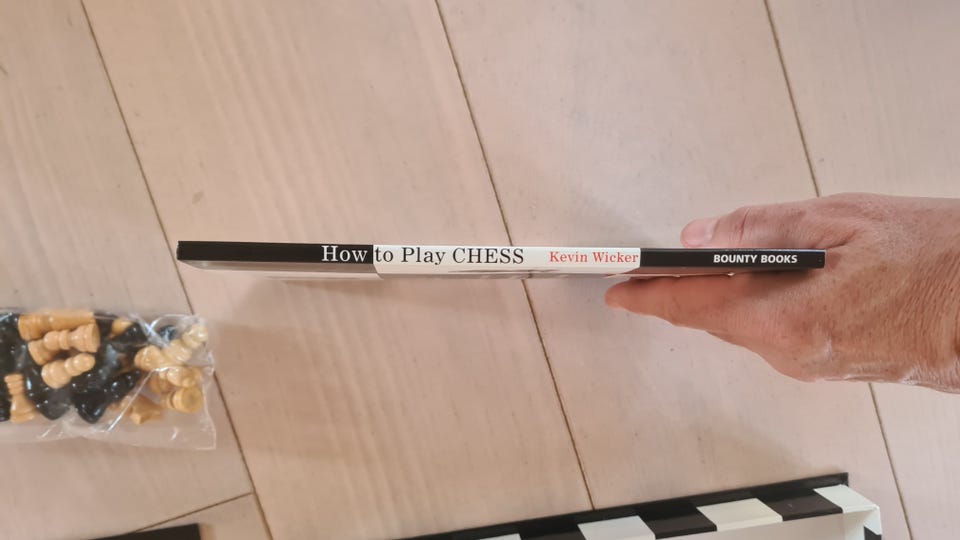 How to Play CHESS Kevin Wicker BOUNTY BOOKS